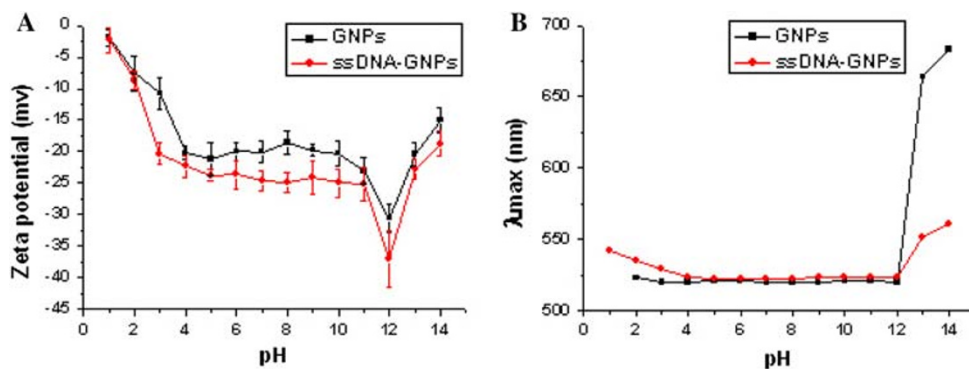 A
GNPs
ssDNA-GNPs
Zeta potential (mv)
0
-5
-10
-15
-20
-25
-30
-35
-40
-45
0 2 4 6 8 10 12 14
pH
B
GNPs
ssDNA-GNPs
λmax (nm)
700
650
600
550
500
0 2 4 6 8 10 12 14
pH